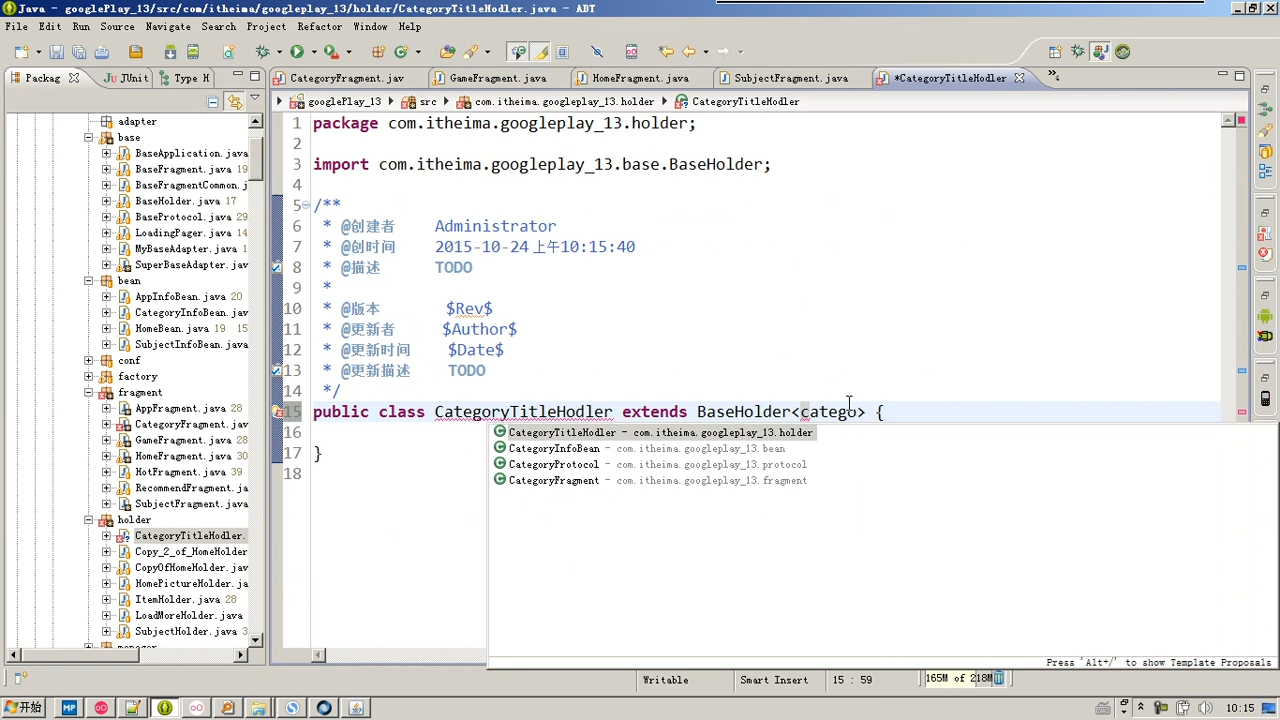 Java - googlePlay_13/src/com/itheima/googleplay_13/holder/CategoryTitleHodler.java - ADT
File Edit Run Source Navigate Search Project Refactor Window Help
Packag JUnit Type H
CategoryFragment.jav GameFragment.java HomeFragment.java SubjectFragment.java *CategoryTitleHodler
googlePlay_13 src com.itheima.googleplay_13.holder CategoryTitleHodler
adapter
base
BaseApplication.java
BaseFragment.java 19
BaseFragmentCommon.j
BaseHolder.java 17
BaseProtocol.java 29
LoadingPager.java 14
MyBaseAdapter.java
SuperBaseAdapter.jav
bean
AppInfoBean.java 20
CategoryInfoBean.jav
HomeBean.java 19 15
SubjectInfoBean.java
conf
factory
fragment
AppFragment.java 28
CategoryFragment.jav
GameFragment.java 40
HomeFragment.java 30
HotFragment.java 39
RecommendFragment.ja
SubjectFragment.java
holder
CategoryTitleHodler.
Copy_2_of_HomeHolder
CopyOfHomeHolder.jav
HomePictureHolder.ja
ItemHolder.java 28
LoadMoreHolder.java
SubjectHolder.java 3
manager
1 package com.itheima.googleplay_13.holder;
2
3 import com.itheima.googleplay_13.base.BaseHolder;
4
5 /**
6 * @创建者 Administrator
7 * @创时间 2015-10-24 上午10:15:40
8 * @描述 TODO
9 *
10 * @版本 $Rev$
11 * @更新者 $Author$
12 * @更新时间 $Date$
13 * @更新描述 TODO
14 */
15 public class CategoryTitleHodler extends BaseHolder<catego> {
16
17 }
18
CategoryTitleHodler - com.itheima.googleplay_13.holder
CategoryInfoBean - com.itheima.googleplay_13.bean
CategoryProtocol - com.itheima.googleplay_13.protocol
CategoryFragment - com.itheima.googleplay_13.fragment
Press 'Alt+/' to show Template Proposals
Writable Smart Insert 15 : 59 165M of 218M
开始 MP 10:15